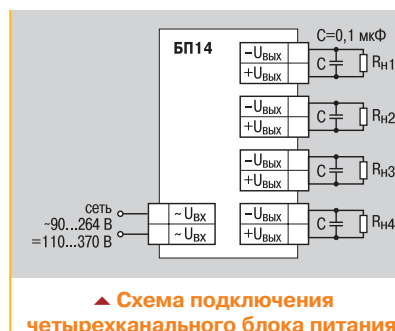 C=0,1 мкФ
БП14
–Uвых
+Uвых
C
Rн1
–Uвых
+Uвых
C
Rн2
–Uвых
+Uвых
C
Rн3
сеть
~90...264 В
=110...370 В
~ Uвх
~ Uвх
–Uвых
+Uвых
C
Rн4
Схема подключения
четырехканального блока питания